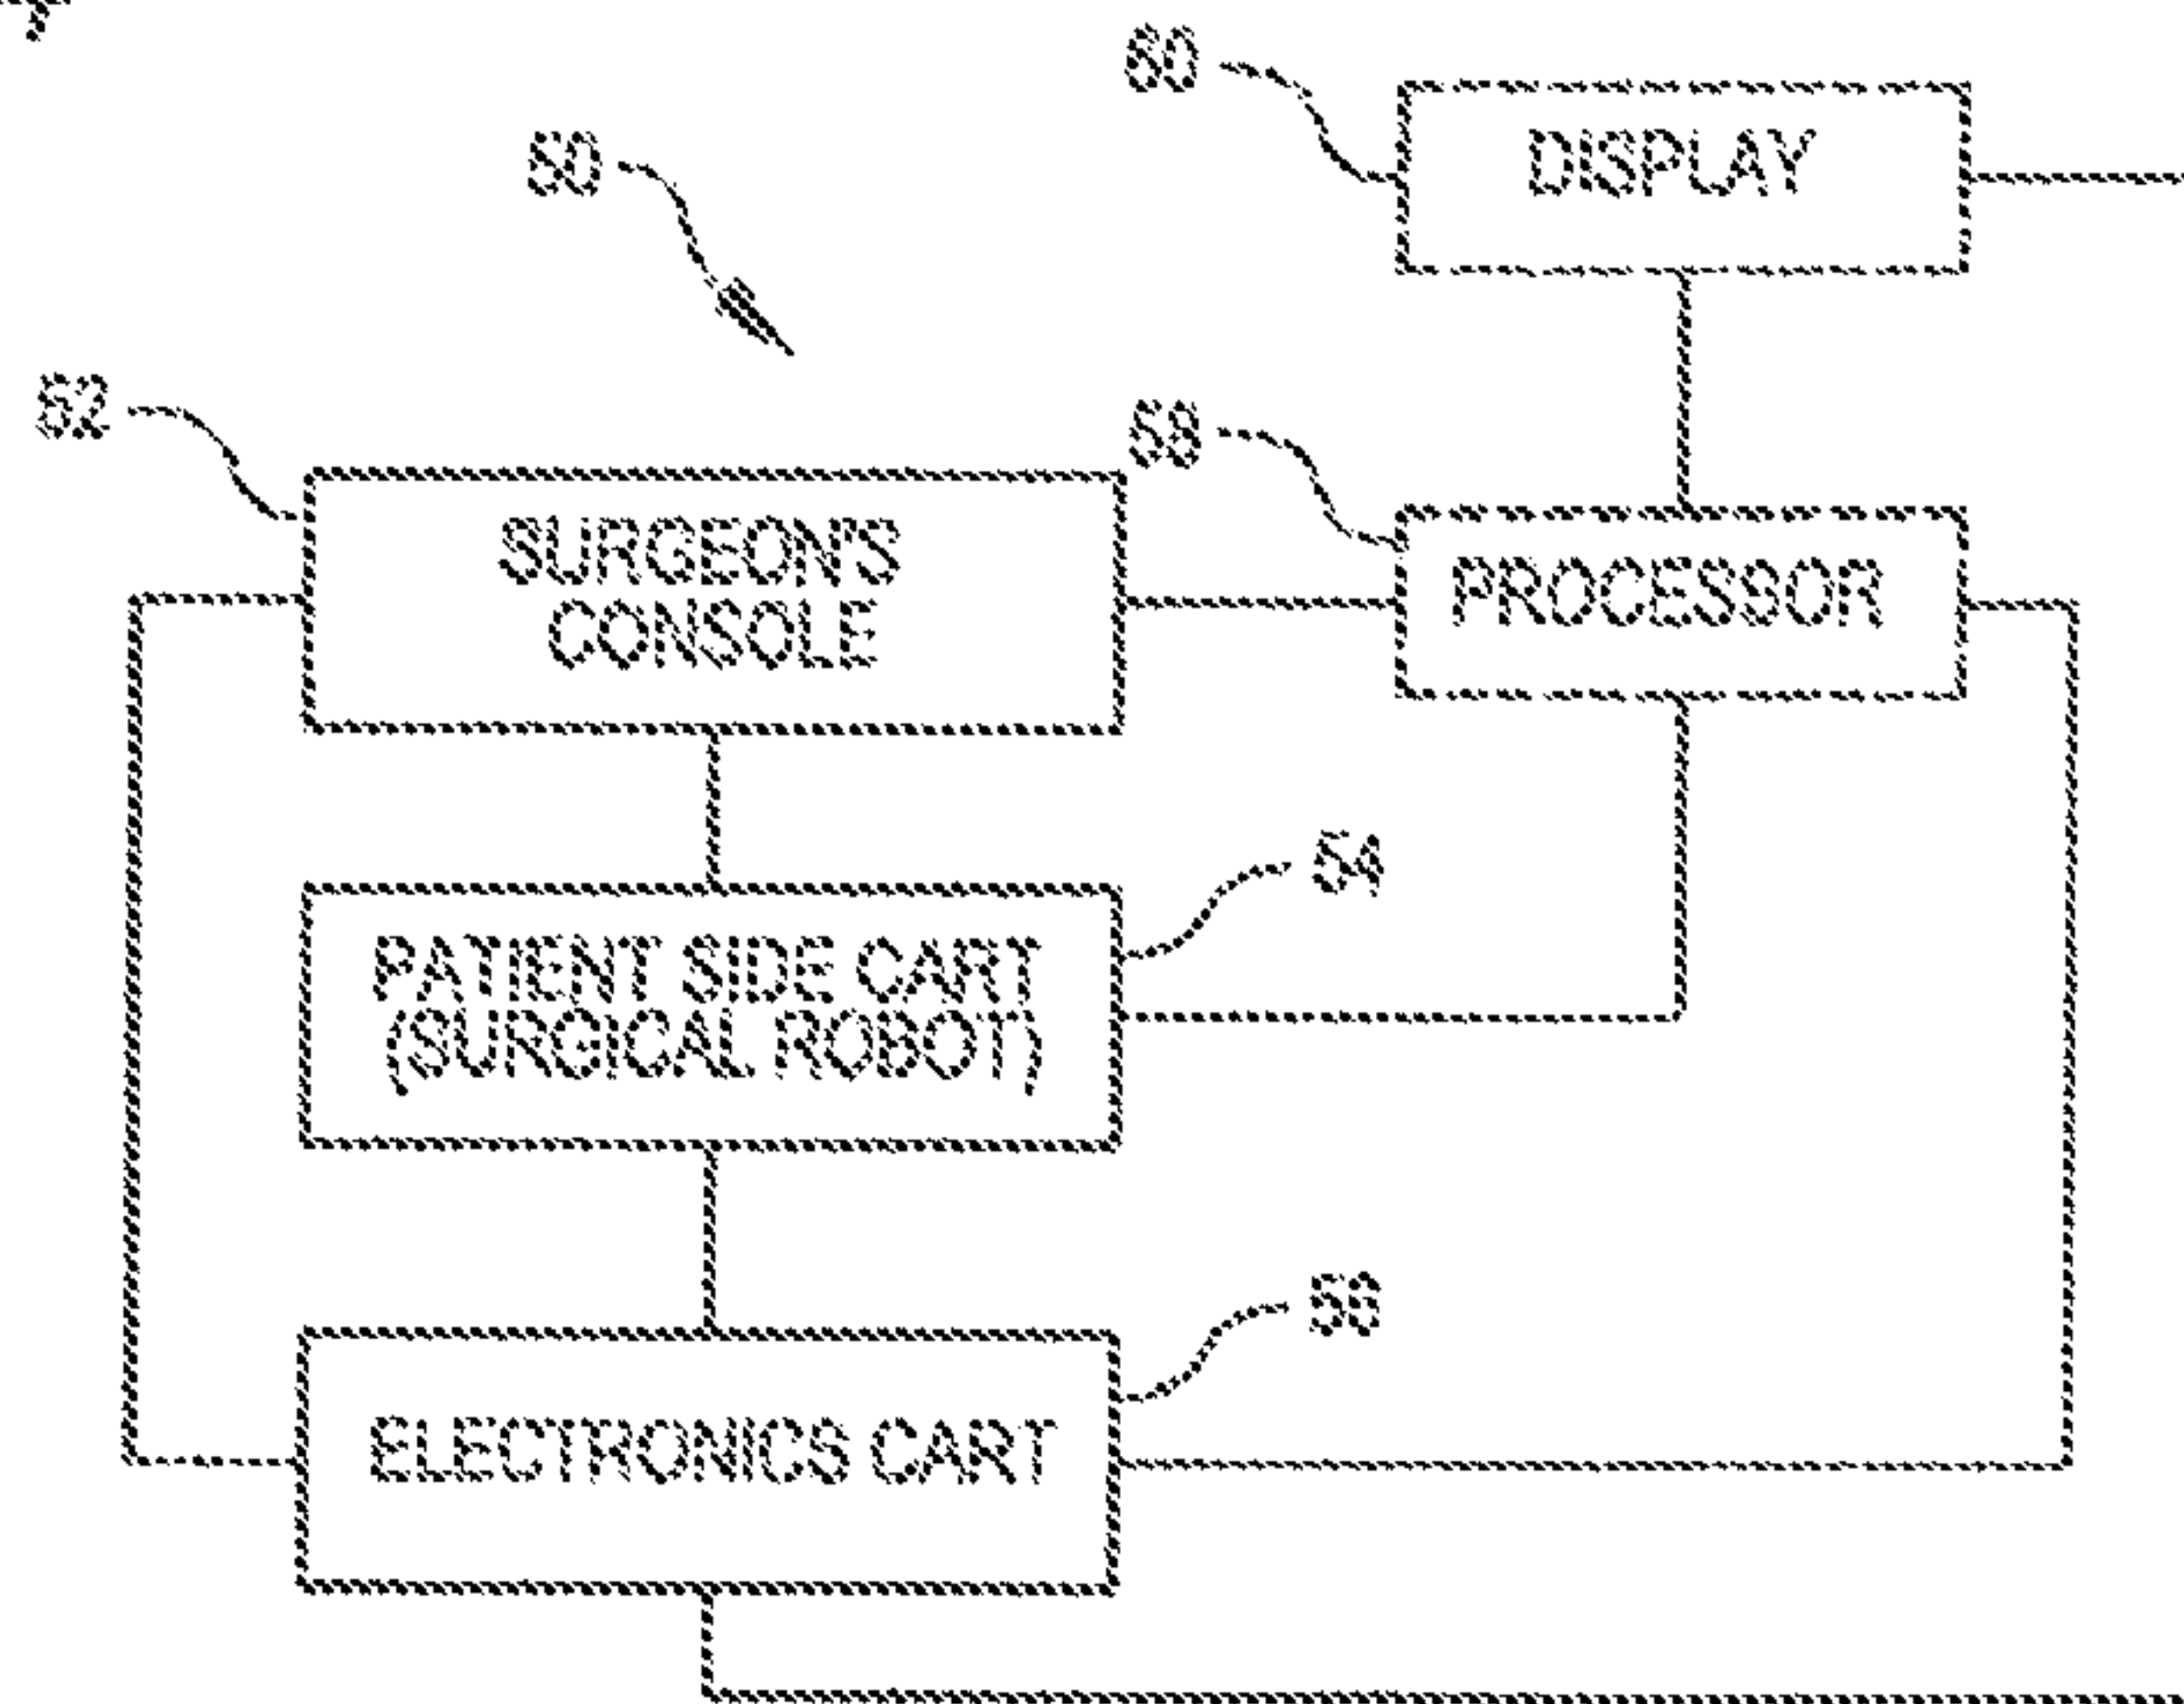 60
50
DISPLAY
52
58
SURGEON'S
CONSOLE
PROCESSOR
54
PATIENT SIDE CART
(SURGICAL ROBOT)
56
ELECTRONICS CART